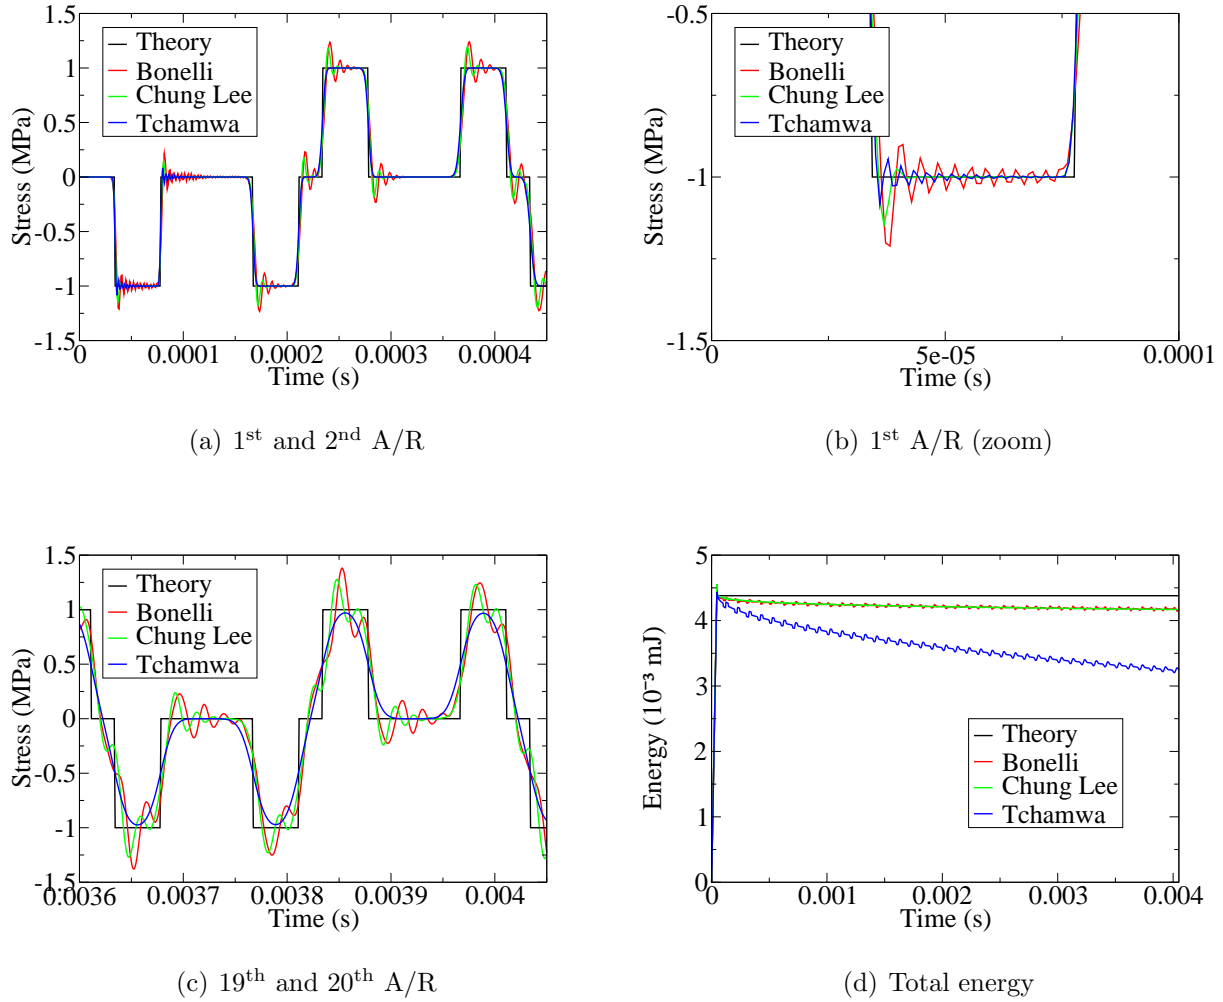 1.5
1
0.5
0
-0.5
-1
-1.5
Stress (MPa)
Theory
Bonelli
Chung Lee
Tchamwa
0 0.0001 0.0002 0.0003 0.0004
Time (s)
(a) 1st and 2nd A/R
-0.5
-1
-1.5
Stress (MPa)
Theory
Bonelli
Chung Lee
Tchamwa
0 5e-05 0.0001
Time (s)
(b) 1st A/R (zoom)
1.5
1
0.5
0
-0.5
-1
-1.5
Stress (MPa)
Theory
Bonelli
Chung Lee
Tchamwa
0.0036 0.0037 0.0038 0.0039 0.004
Time (s)
(c) 19th and 20th A/R
5
4
3
2
1
0
Energy (10⁻³ mJ)
Theory
Bonelli
Chung Lee
Tchamwa
0 0.001 0.002 0.003 0.004
Time (s)
(d) Total energy